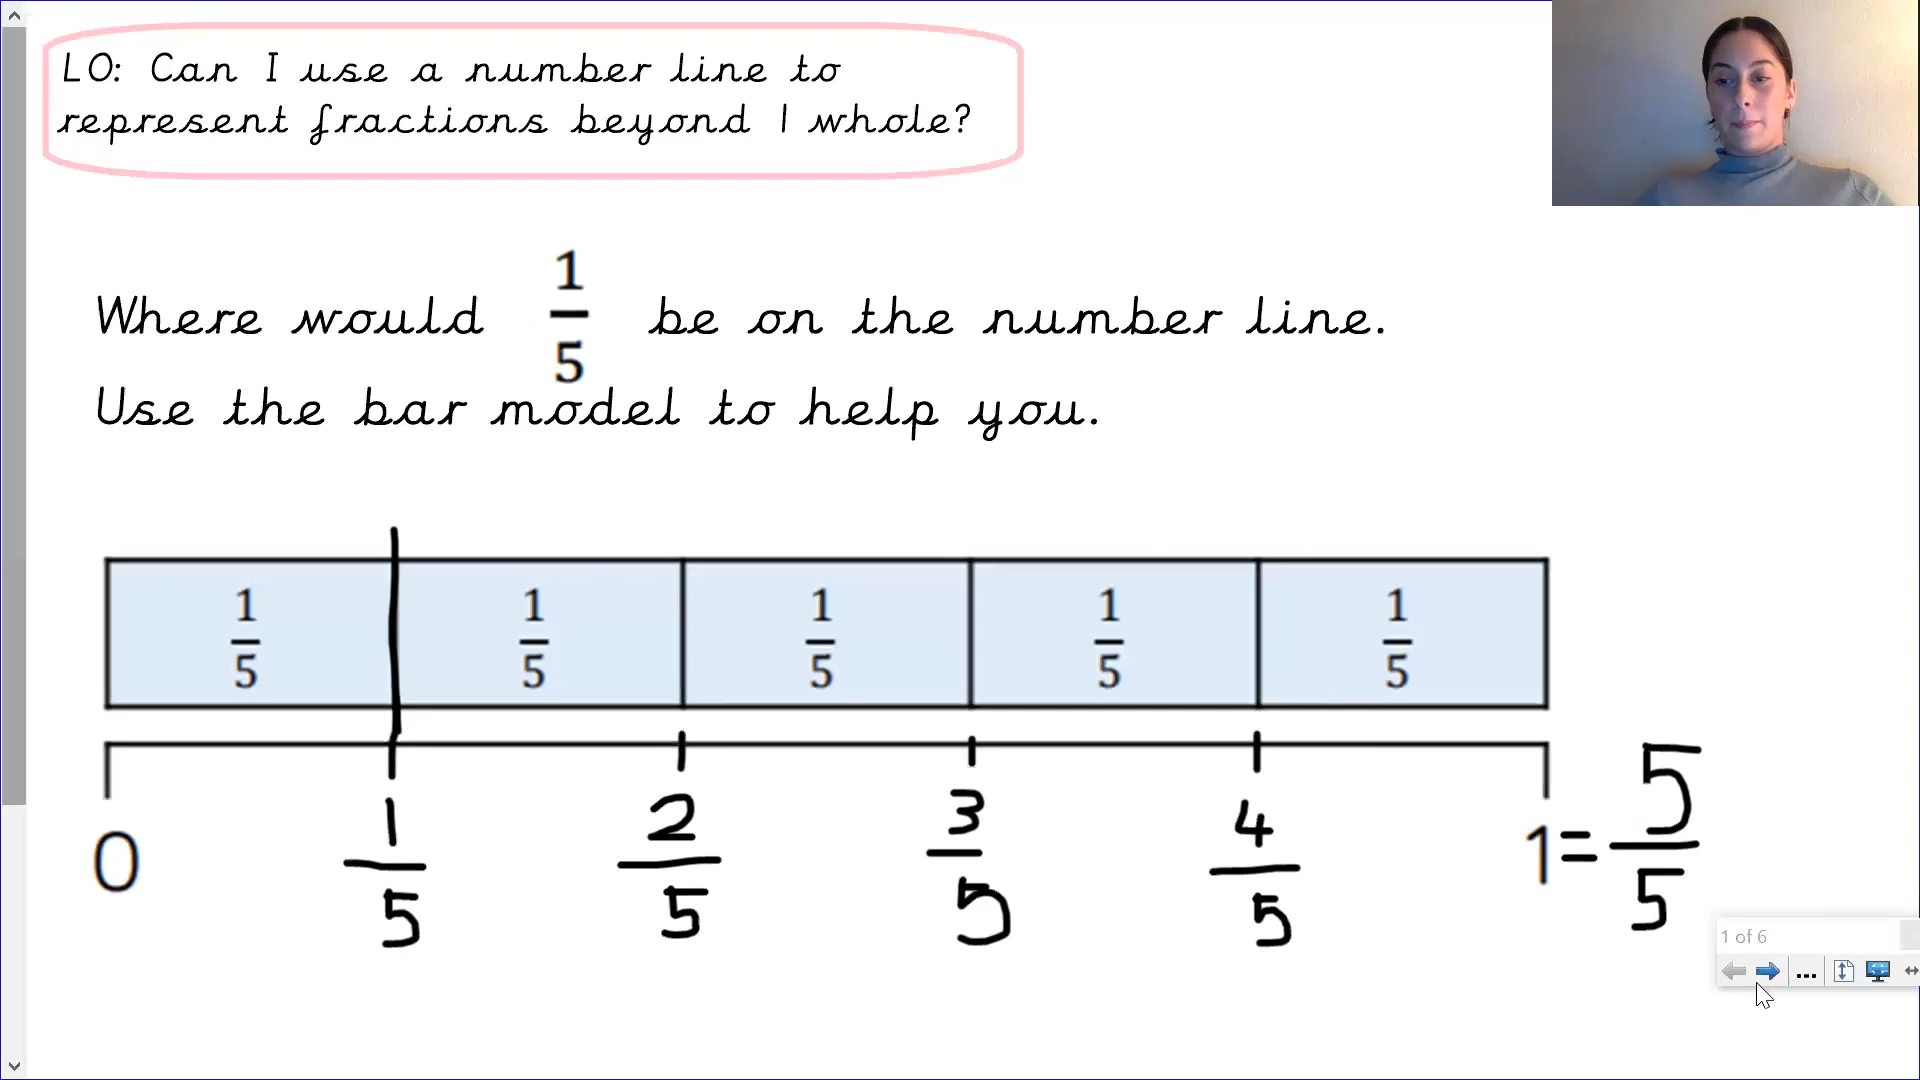 LO: Can I use a number line to
represent fractions beyond 1 whole?
Where would 1/5 be on the number line.
Use the bar model to help you.
1/5 1/5 1/5 1/5 1/5
0 1/5 2/5 3/5 4/5 1 = 5/5
1 of 6